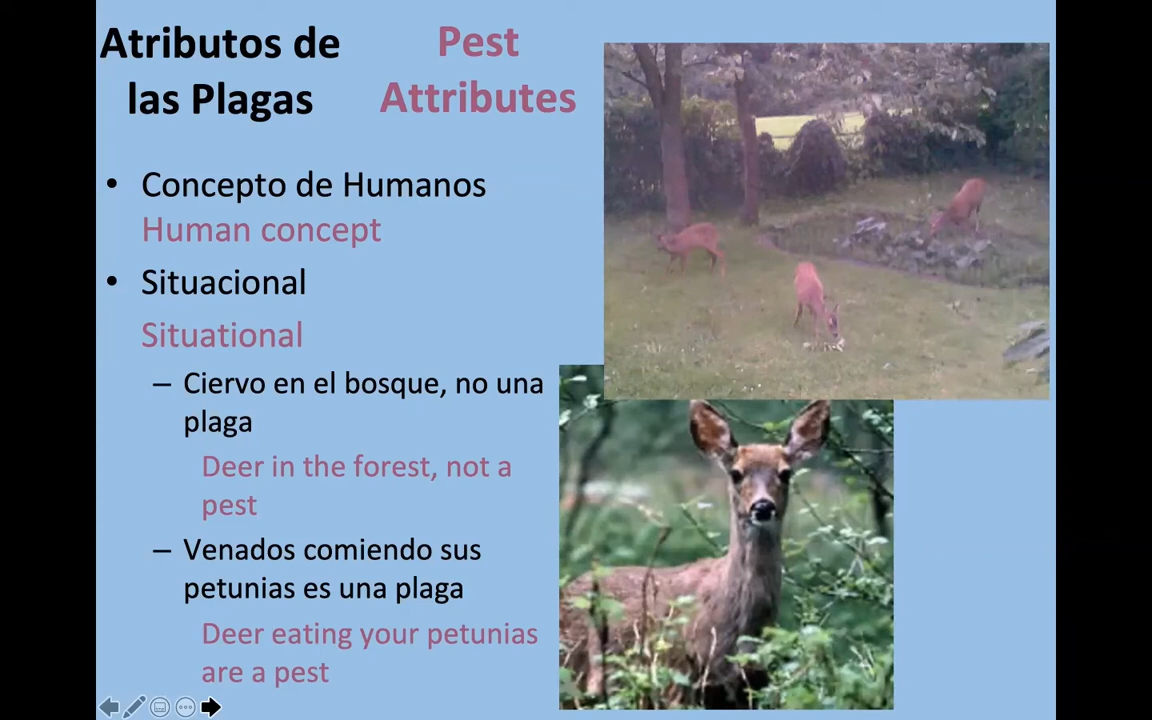 Atributos de
las Plagas
Pest
Attributes
• Concepto de Humanos
Human concept
• Situacional
Situational
– Ciervo en el bosque, no una
plaga
Deer in the forest, not a
pest
– Venados comiendo sus
petunias es una plaga
Deer eating your petunias
are a pest